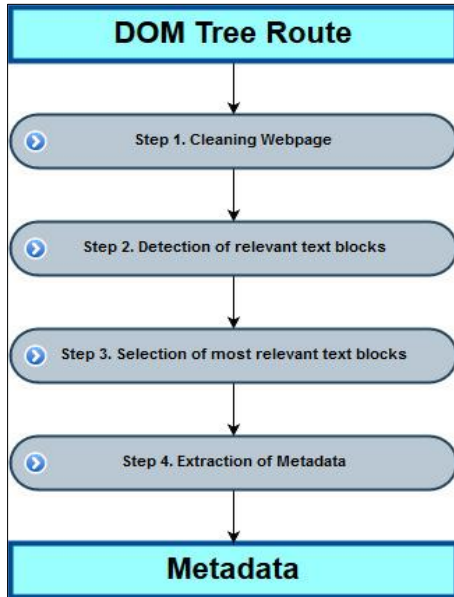 DOM Tree Route
Step 1. Cleaning Webpage
Step 2. Detection of relevant text blocks
Step 3. Selection of most relevant text blocks
Step 4. Extraction of Metadata
Metadata